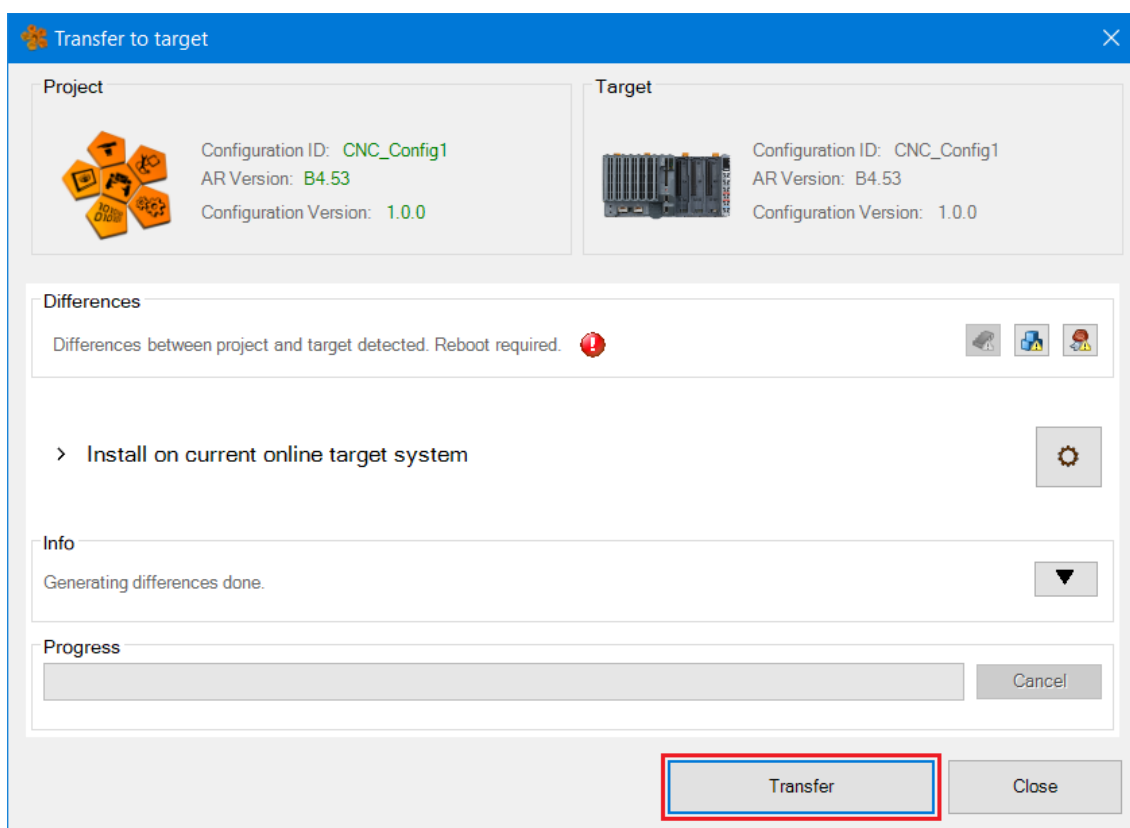 Transfer to target
Project
Configuration ID: CNC_Config1
AR Version: B4.53
Configuration Version: 1.0.0
Target
Configuration ID: CNC_Config1
AR Version: B4.53
Configuration Version: 1.0.0
Differences
Differences between project and target detected. Reboot required.
Install on current online target system
Info
Generating differences done.
Progress
Cancel
Transfer
Close